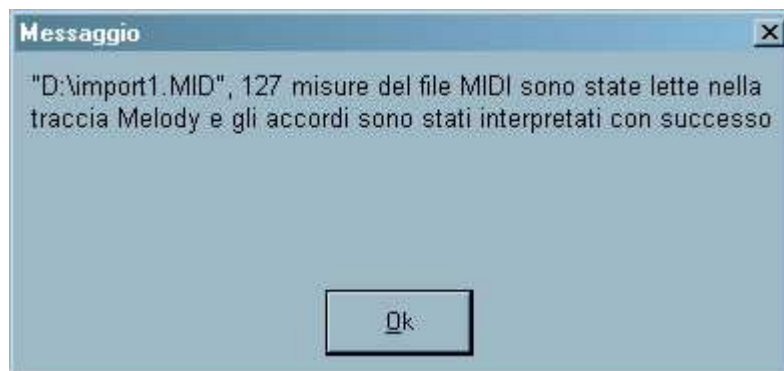 Messaggio
"D:\import1.MID", 127 misure del file MIDI sono state lette nella
traccia Melody e gli accordi sono stati interpretati con successo
Ok